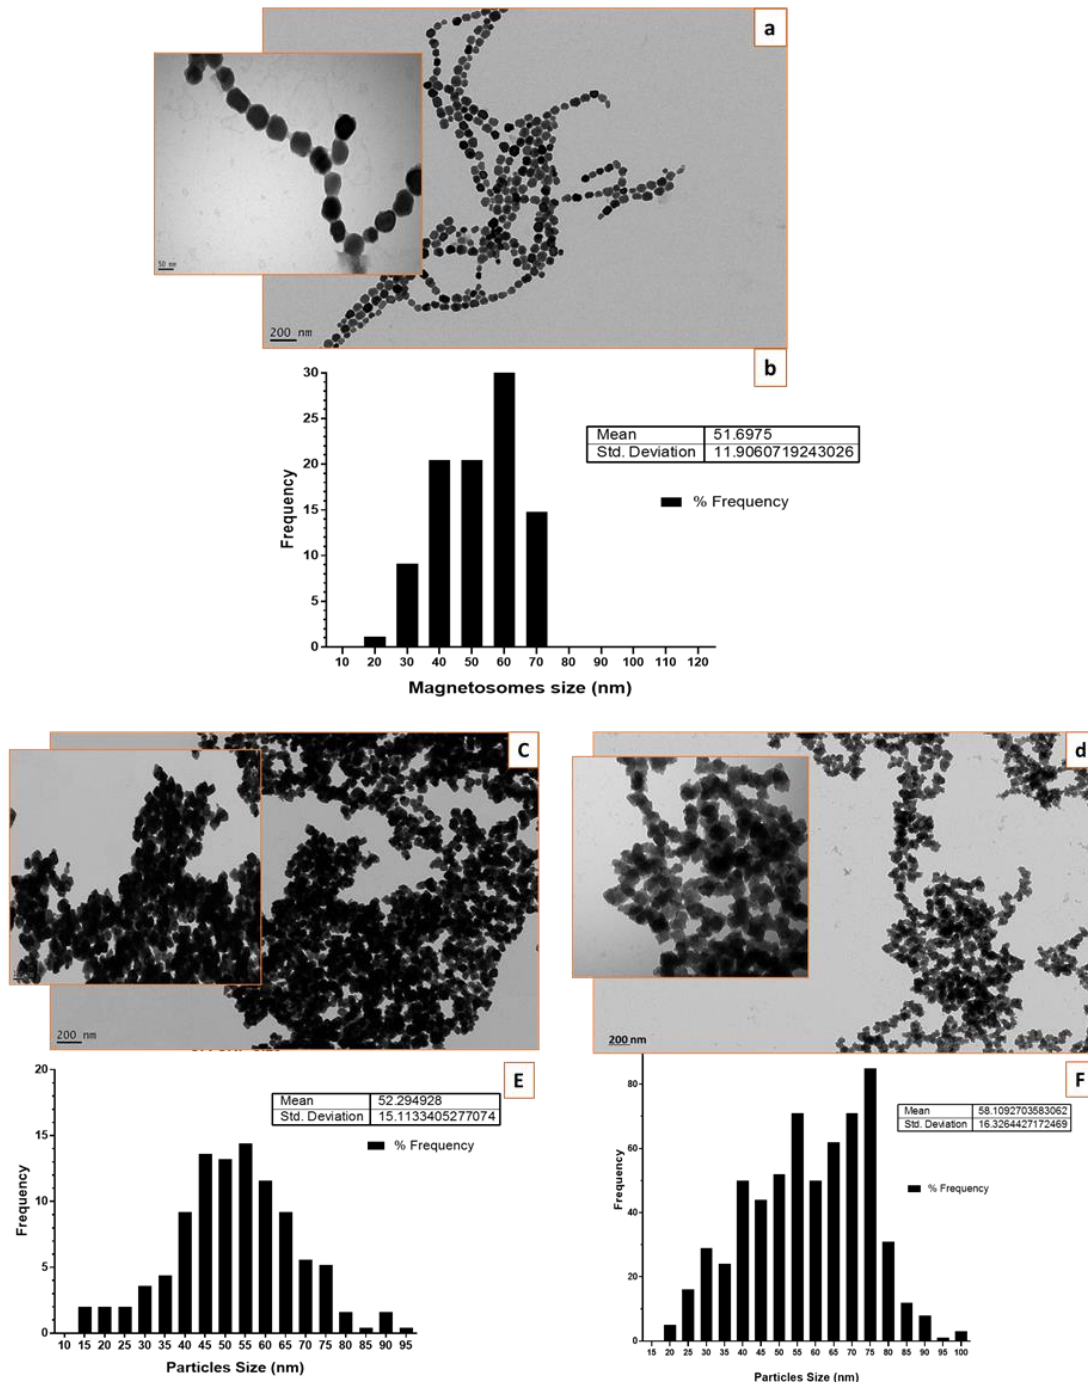 a
50 nm
200 nm
b
30
25
20
15
10
5
0
Frequency
Mean 51.6975
Std. Deviation 11.9060719243026
% Frequency
10 20 30 40 50 60 70 80 90 100 110 120
Magnetosomes size (nm)
C
200 nm
d
200 nm
E
20
15
10
5
0
Frequency
Mean 52.294928
Std. Deviation 15.1133405277074
% Frequency
10 15 20 25 30 35 40 45 50 55 60 65 70 75 80 85 90 95
Particles Size (nm)
F
80
60
40
20
0
Frequency
Mean 58.1092703583062
Std. Deviation 16.3264427172469
% Frequency
15 20 25 30 35 40 45 50 55 60 65 70 75 80 85 90 95 100
Particles Size (nm)